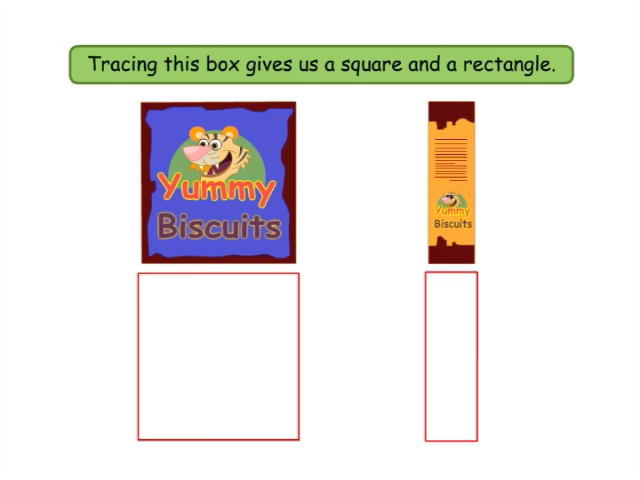 Tracing this box gives us a square and a rectangle.
Yummy
Biscuits
Yummy
Biscuits